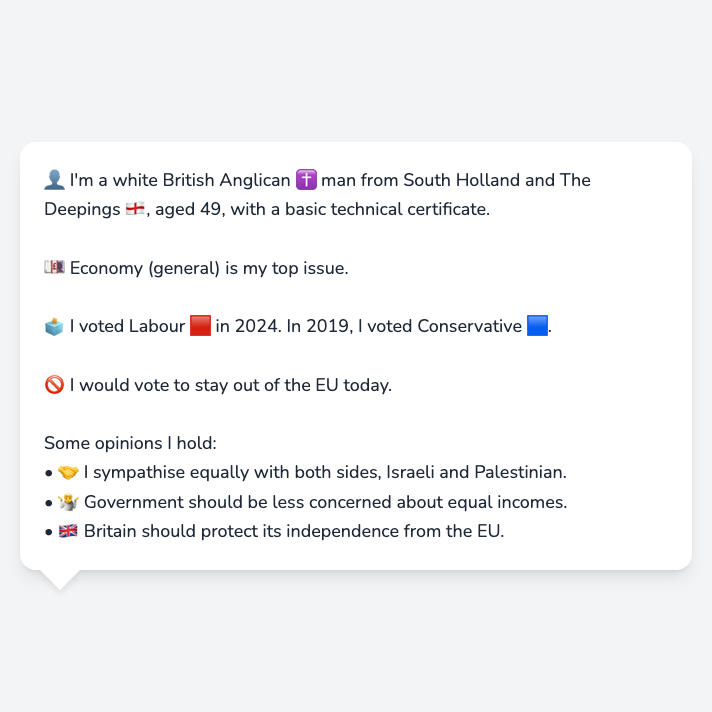 👤 I'm a white British Anglican ✝️ man from South Holland and The
Deepings 🏴󠁧󠁢󠁥󠁮󠁧󠁿, aged 49, with a basic technical certificate.
💷 Economy (general) is my top issue.
🗳️ I voted Labour 🟥 in 2024. In 2019, I voted Conservative 🟦.
🚫 I would vote to stay out of the EU today.
Some opinions I hold:
• 🤝 I sympathise equally with both sides, Israeli and Palestinian.
• 🤷 Government should be less concerned about equal incomes.
• 🇬🇧 Britain should protect its independence from the EU.